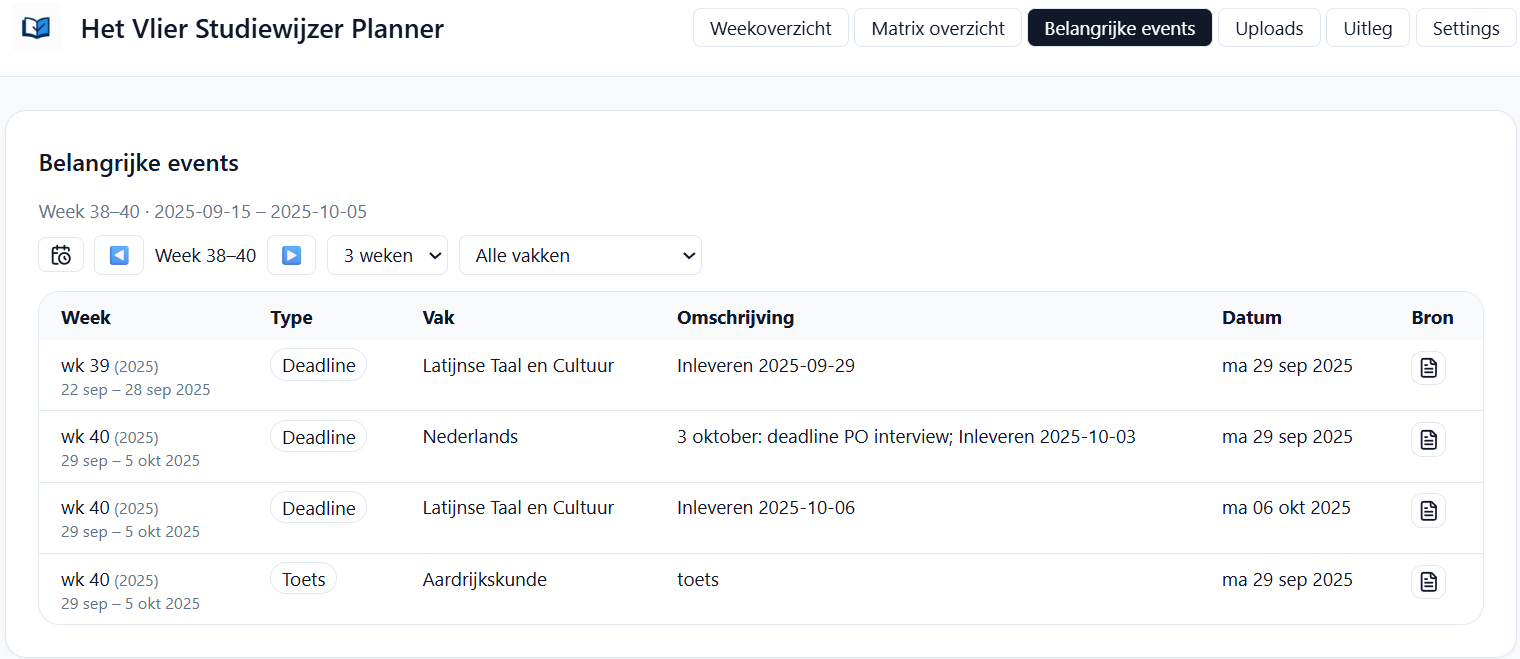 Het Vlier Studiewijzer Planner
Weekoverzicht
Matrix overzicht
Belangrijke events
Uploads
Uitleg
Settings
Belangrijke events
Week 38–40 · 2025-09-15 – 2025-10-05
Week 38–40
3 weken
Alle vakken
Week Type Vak Omschrijving Datum Bron
wk 39 (2025) Deadline Latijnse Taal en Cultuur Inleveren 2025-09-29 ma 29 sep 2025
22 sep – 28 sep 2025
wk 40 (2025) Deadline Nederlands 3 oktober: deadline PO interview; Inleveren 2025-10-03 ma 29 sep 2025
29 sep – 5 okt 2025
wk 40 (2025) Deadline Latijnse Taal en Cultuur Inleveren 2025-10-06 ma 06 okt 2025
29 sep – 5 okt 2025
wk 40 (2025) Toets Aardrijkskunde toets ma 29 sep 2025
29 sep – 5 okt 2025